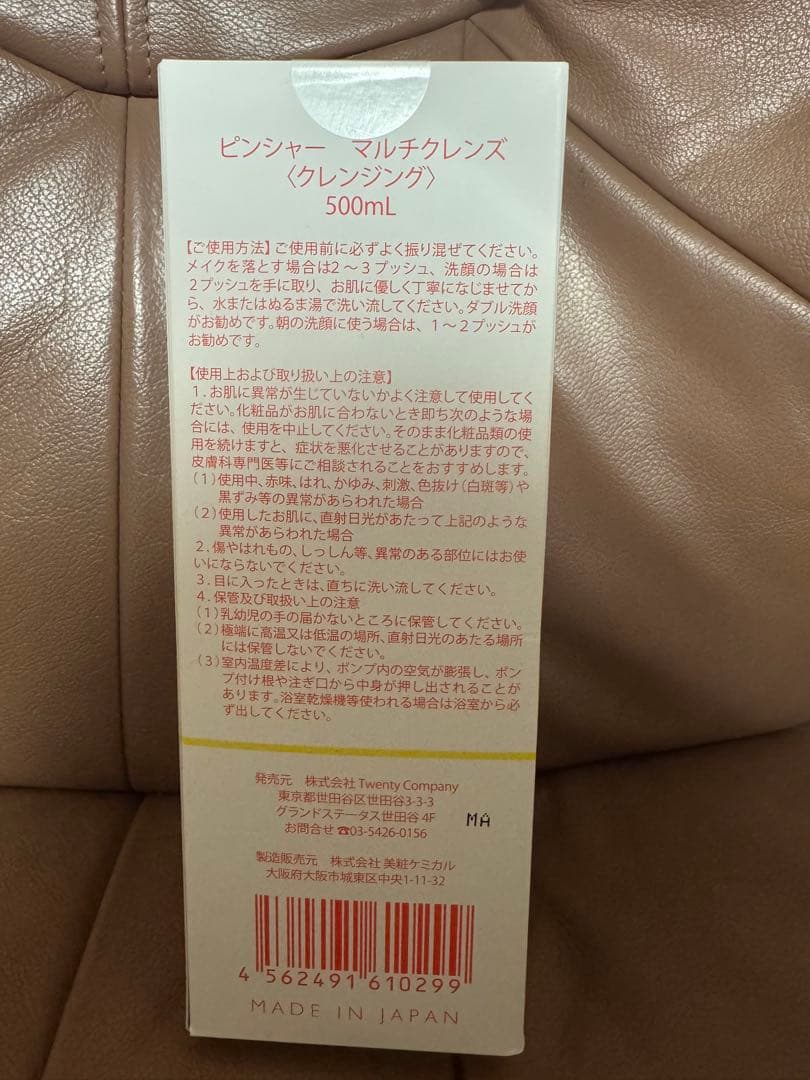 ピンシャー　マルチクレンズ
〈クレンジング〉
500mL
【ご使用方法】ご使用前に必ずよく振り混ぜてください。
メイクを落とす場合は2〜3プッシュ、洗顔の場合は
2プッシュを手に取り、お肌に優しく丁寧になじませてか
ら、水またはぬるま湯で洗い流してください。ダブル洗顔
がお勧めです。朝の洗顔に使う場合は、1〜2プッシュが
お勧めです。
【使用上および取り扱い上の注意】
1．お肌に異常が生じていないかよく注意して使用してく
ださい。化粧品がお肌に合わないとき即ち次のような場
合には、使用を中止してください。そのまま化粧品類の使
用を続けますと、症状を悪化させることがありますので、
皮膚科専門医等にご相談されることをおすすめします。
（1）使用中、赤味、はれ、かゆみ、刺激、色抜け（白斑等）や
黒ずみ等の異常があらわれた場合
（2）使用したお肌に、直射日光があたって上記のような
異常があらわれた場合
2．傷やはれもの、しっしん等、異常のある部位にはお使
いにならないでください。
3．目に入ったときは、直ちに洗い流してください。
4．保管及び取扱い上の注意
（1）乳幼児の手の届かないところに保管してください。
（2）極端に高温又は低温の場所、直射日光のあたる場所
には保管しないでください。
（3）室内温度差により、ポンプ内の空気が膨張し、ポン
プ付け根や注ぎ口から中身が押し出されることが
あります。浴室乾燥機等使われる場合は浴室から必
ず出してください。
発売元　株式会社 Twenty Company
東京都世田谷区世田谷3-3-3
グランドステータス世田谷 4F
お問合せ ☎03-5426-0156
MA
製造販売元　株式会社 美粧ケミカル
大阪府大阪市城東区中央1-11-32
4 562491 610299
MADE IN JAPAN